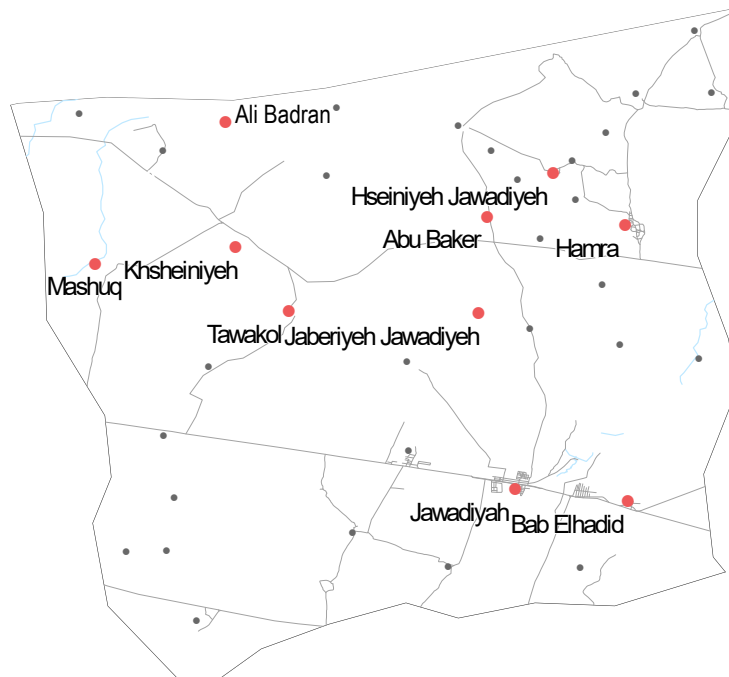 Ali Badran
Hseiniyeh Jawadiyeh
Abu Baker
Hamra
Khsheiniyeh
Mashuq
Tawakol
Jaberiyeh Jawadiyeh
Jawadiyah
Bab Elhadid